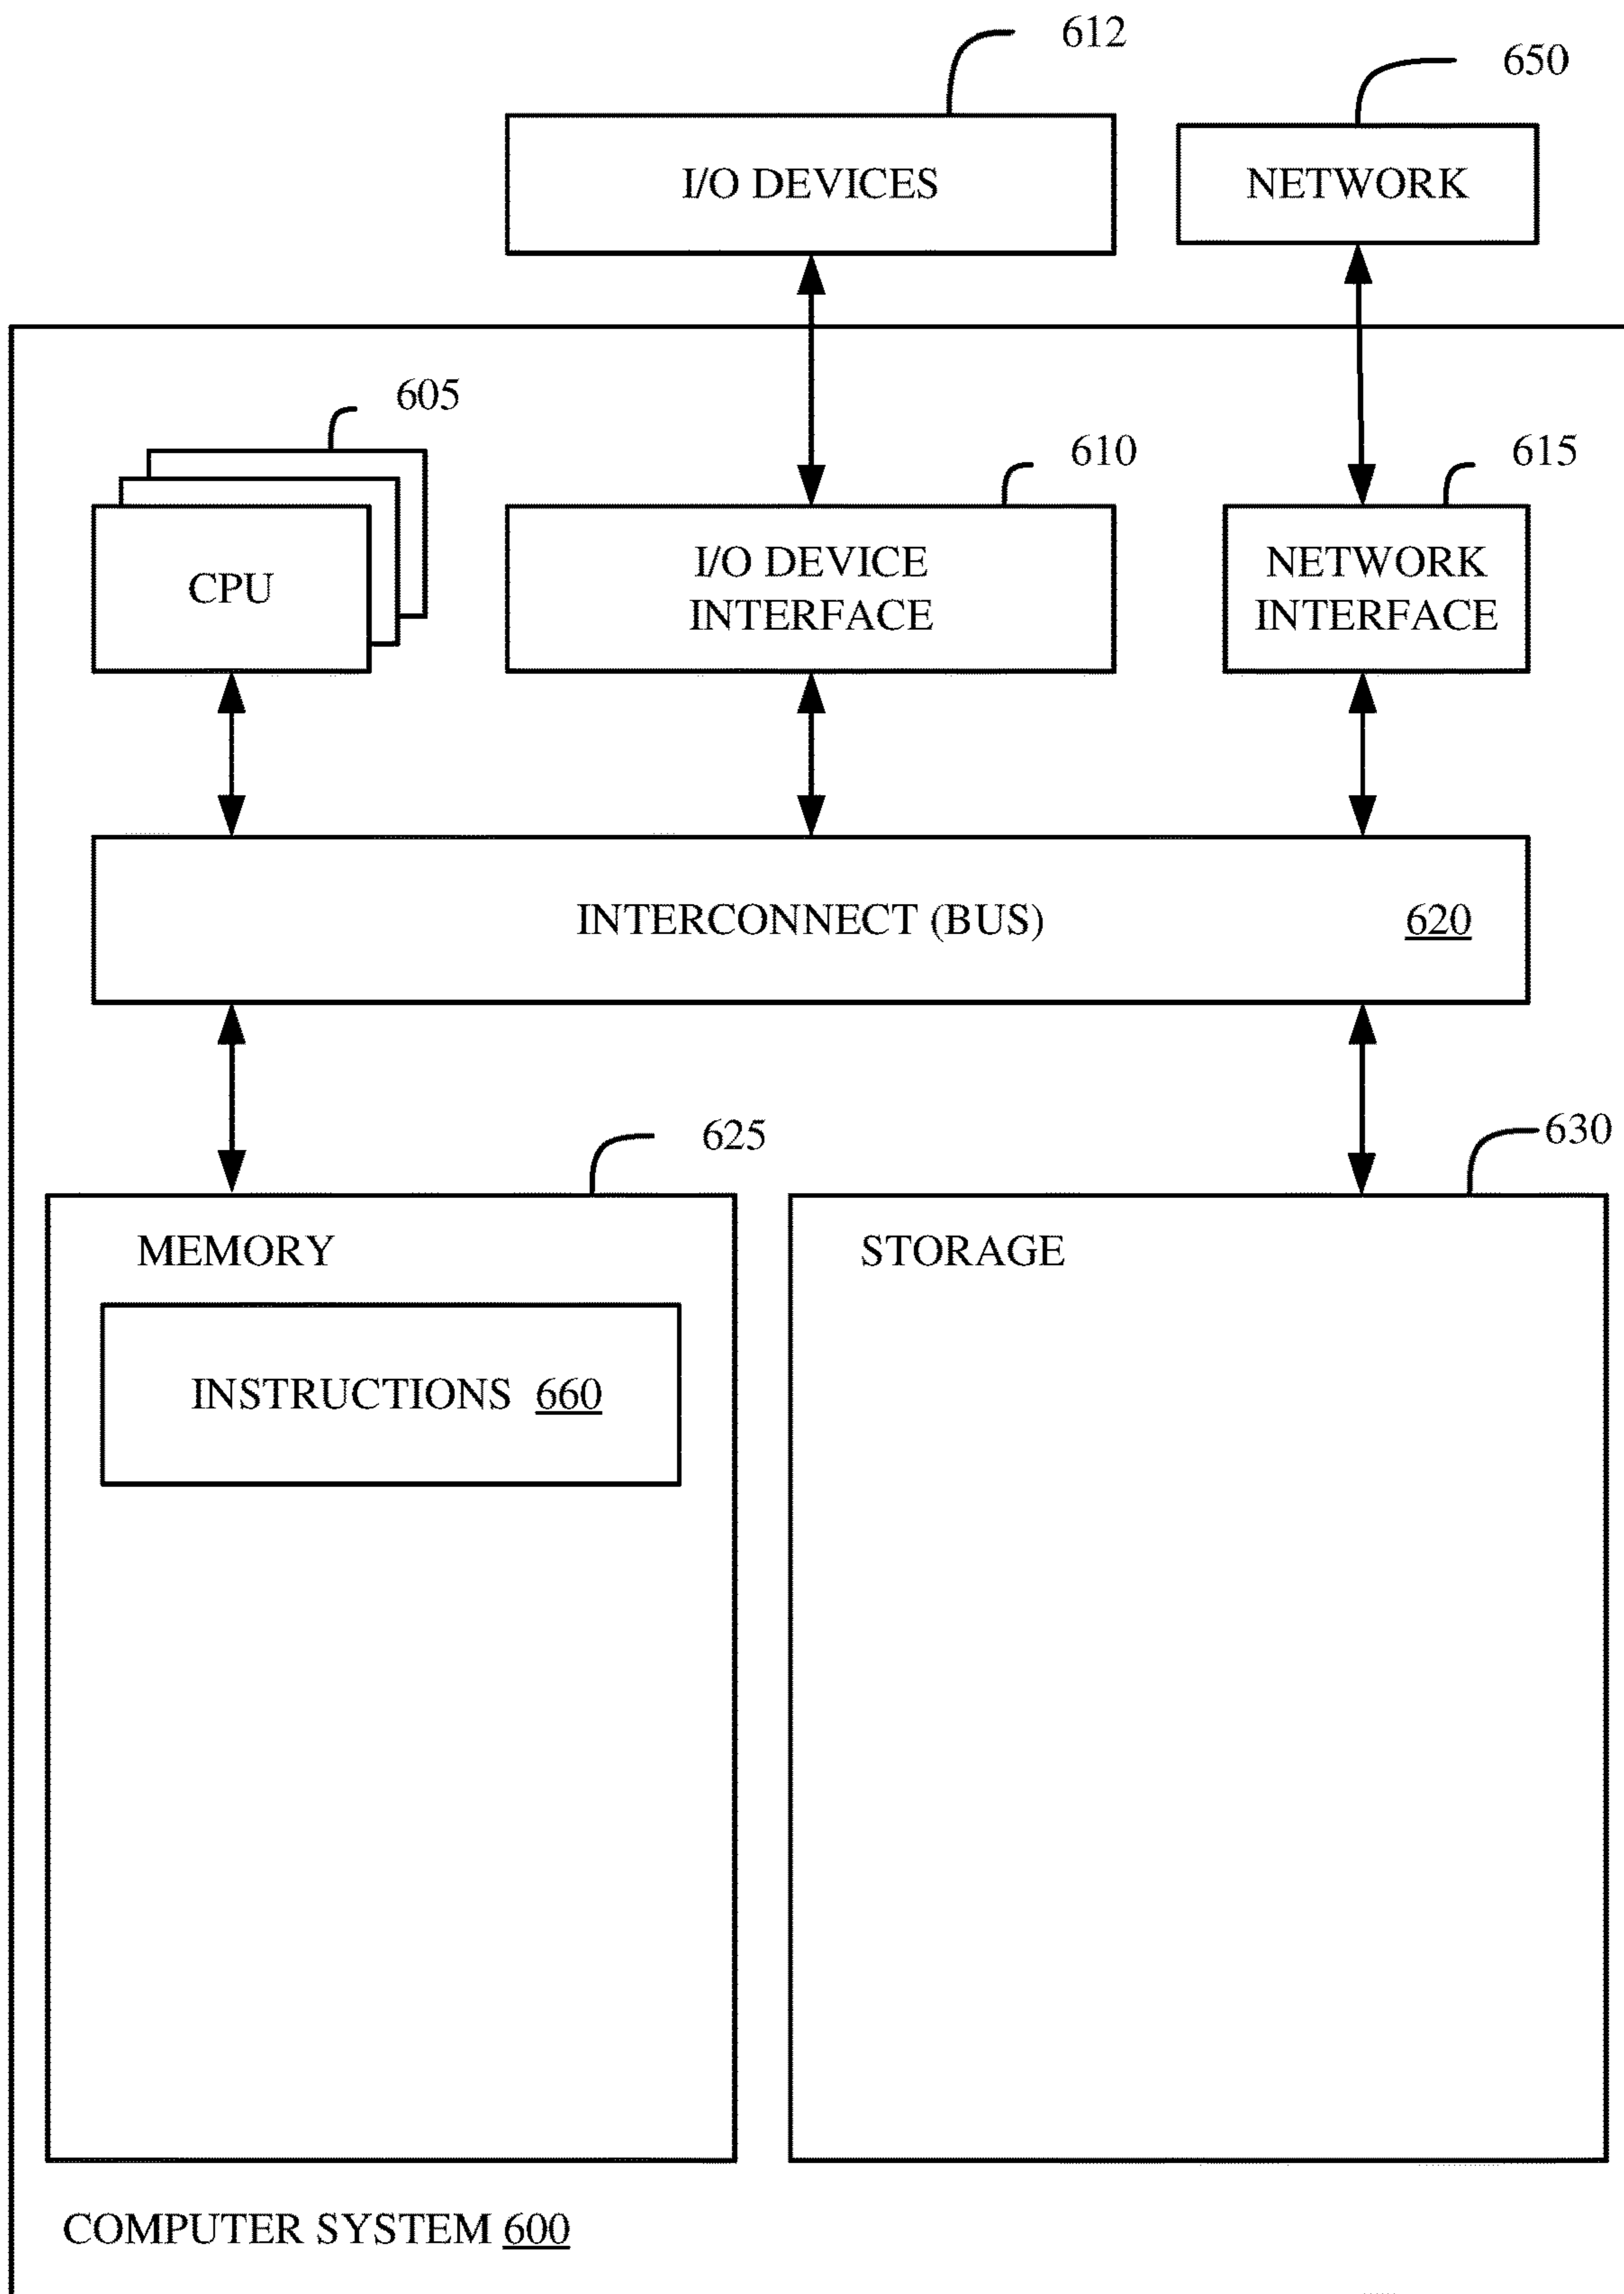 612
650
I/O DEVICES
NETWORK
605
610
615
CPU
I/O DEVICE
INTERFACE
NETWORK
INTERFACE
INTERCONNECT (BUS) 620
625
630
MEMORY
STORAGE
INSTRUCTIONS 660
COMPUTER SYSTEM 600